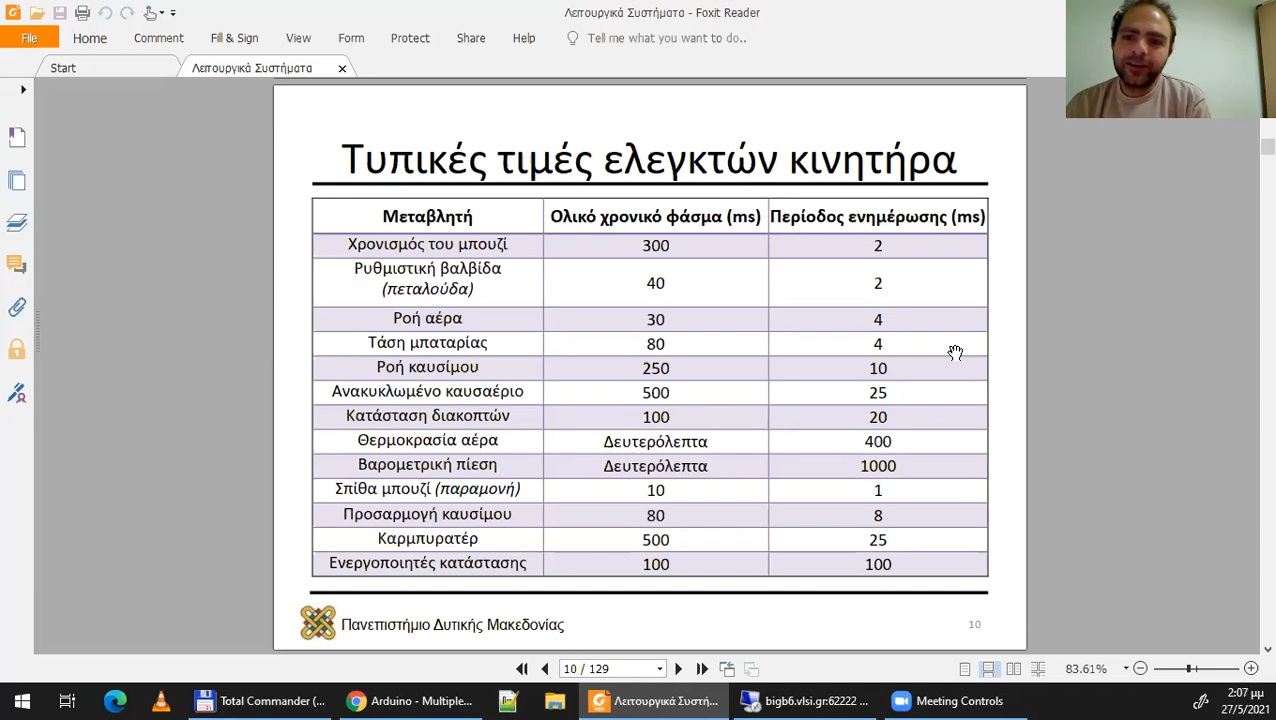 Λειτουργικά Συστήματα - Foxit Reader
File Home Comment Fill & Sign View Form Protect Share Help Tell me what you want to do..
Start Λειτουργικά Συστήματα
Τυπικές τιμές ελεγκτών κινητήρα
Μεταβλητή Ολικό χρονικό φάσμα (ms) Περίοδος ενημέρωσης (ms)
Χρονισμός του μπουζί 300 2
Ρυθμιστική βαλβίδα
(πεταλούδα) 40 2
Ροή αέρα 30 4
Τάση μπαταρίας 80 4
Ροή καυσίμου 250 10
Ανακυκλωμένο καυσαέριο 500 25
Κατάσταση διακοπτών 100 20
Θερμοκρασία αέρα Δευτερόλεπτα 400
Βαρομετρική πίεση Δευτερόλεπτα 1000
Σπίθα μπουζί (παραμονή) 10 1
Προσαρμογή καυσίμου 80 8
Καρμπυρατέρ 500 25
Ενεργοποιητές κατάστασης 100 100
Πανεπιστήμιο Δυτικής Μακεδονίας 10
10 / 129 83.61%
Total Commander (... Arduino - Multiple... Λειτουργικά Συστή... bigb6.vlsi.gr:62222 ... Meeting Controls 2:07 μμ
27/5/2021